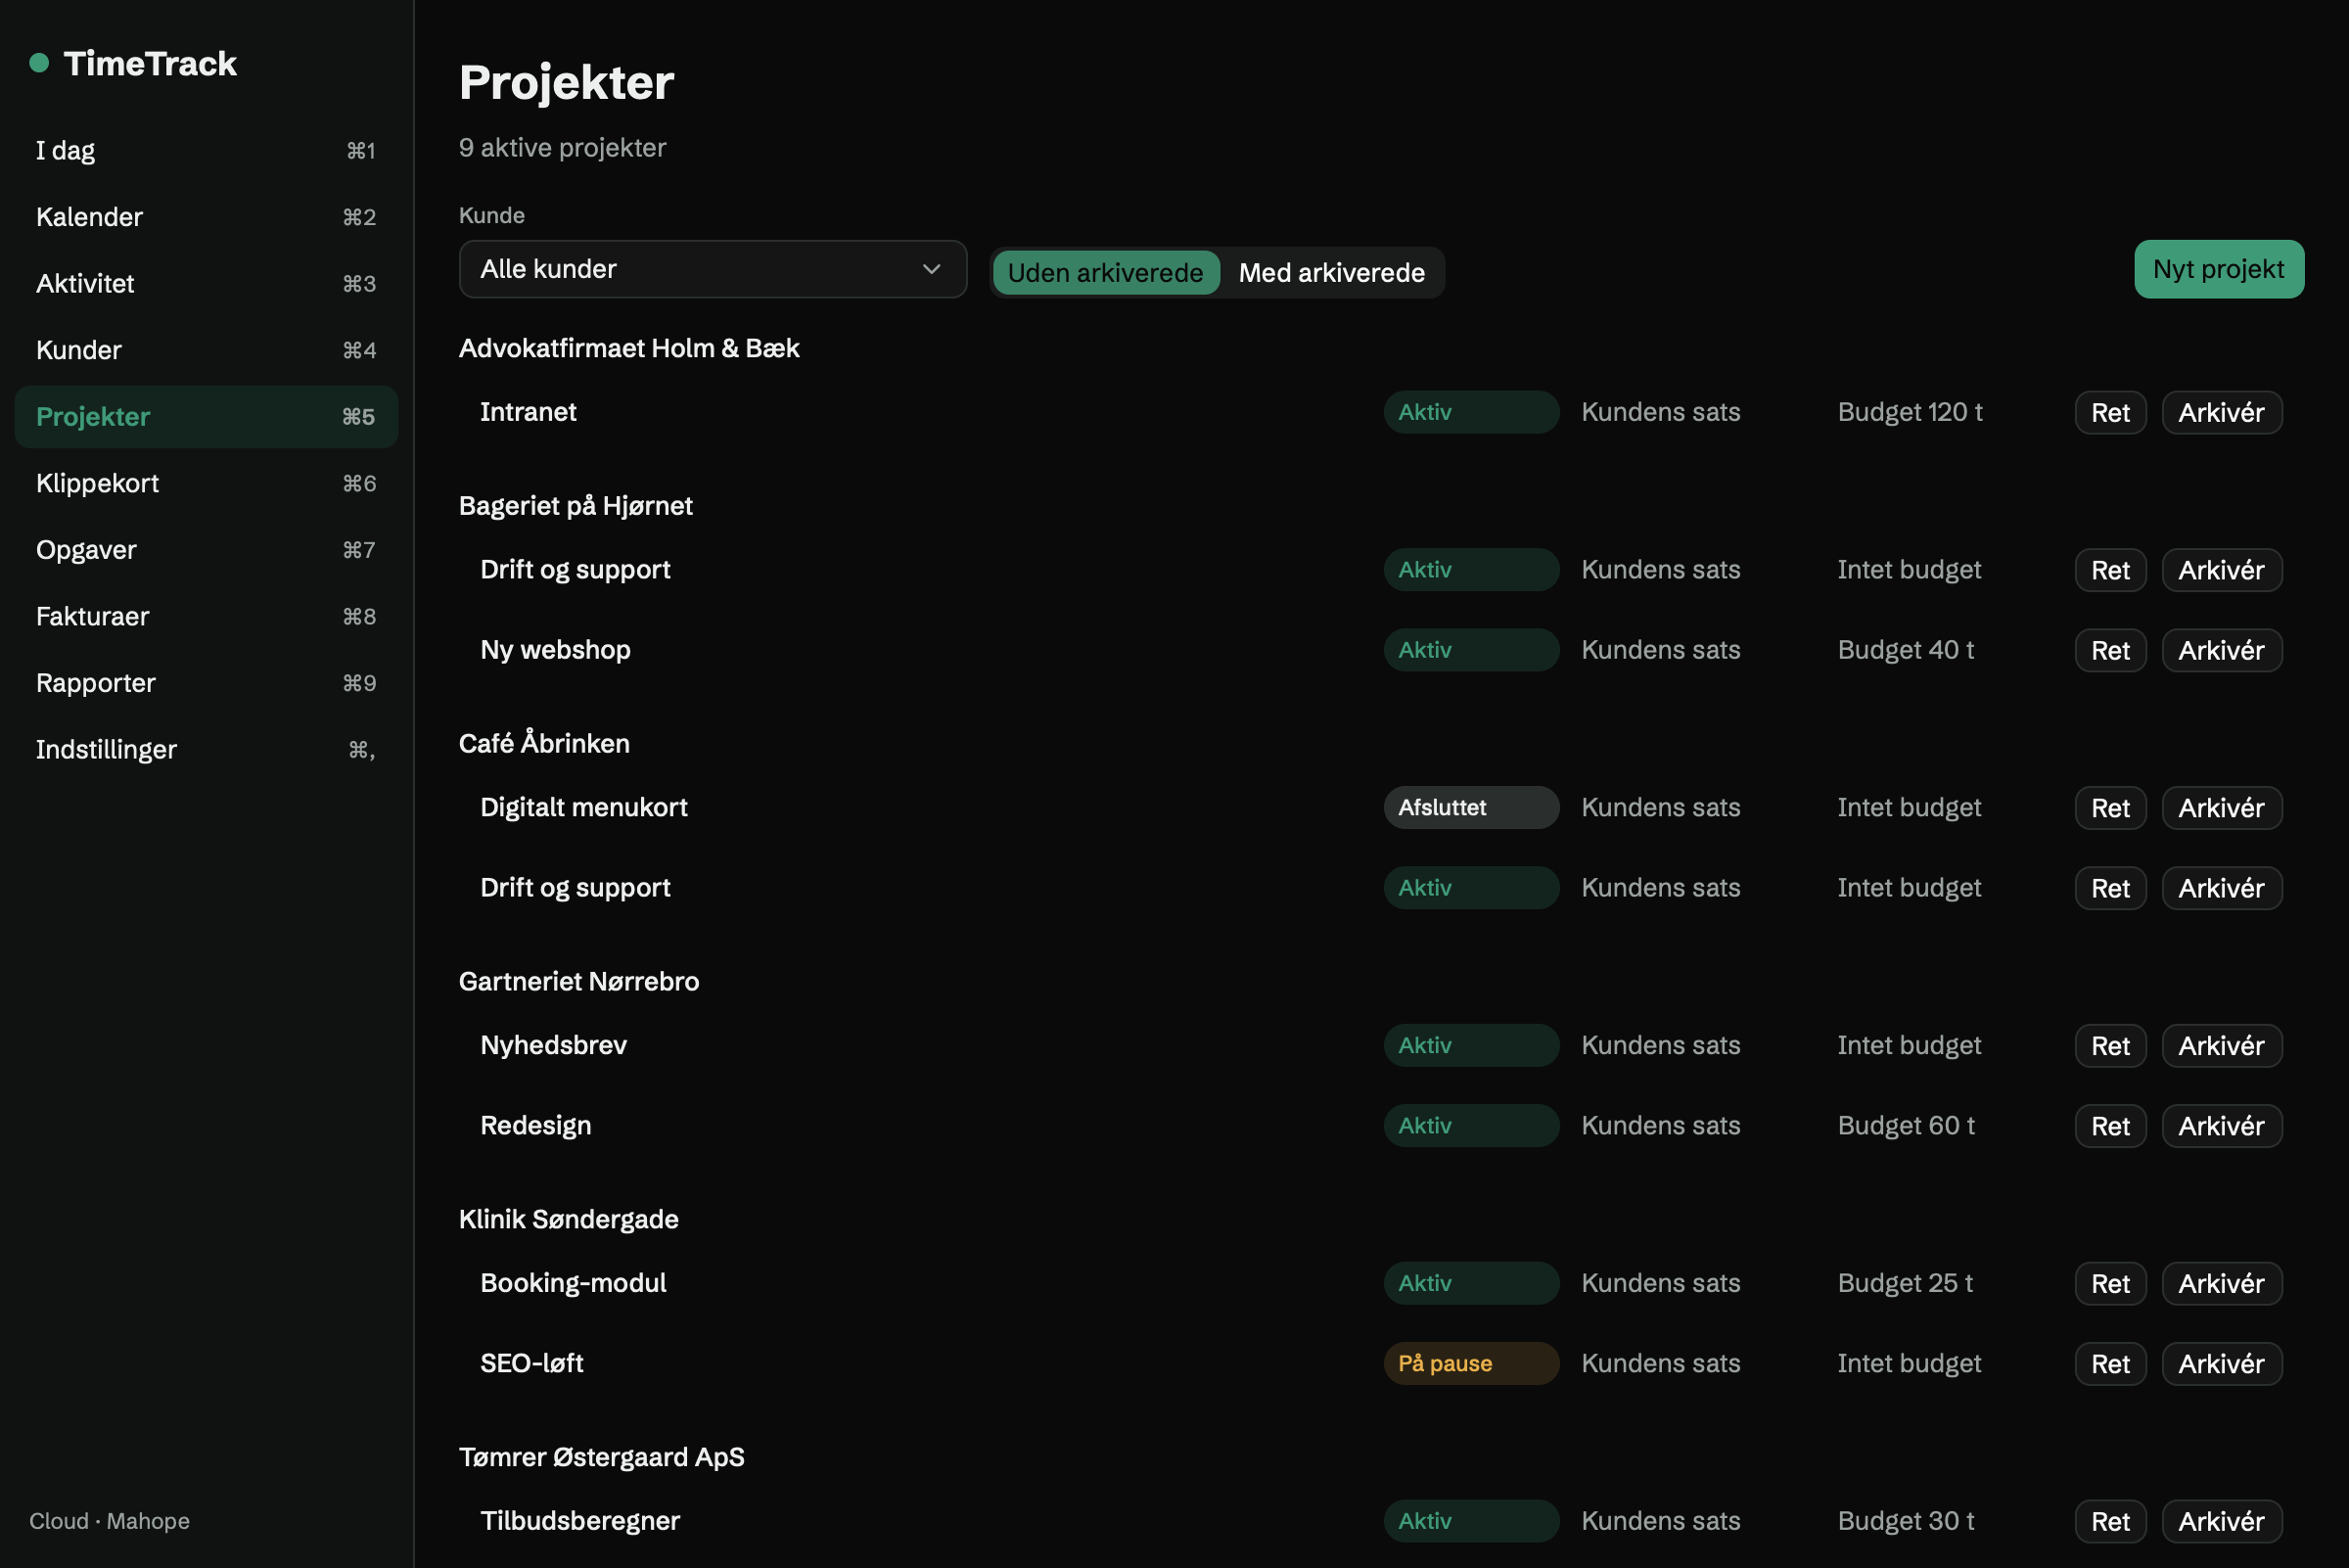 TimeTrack
I dag ⌘1
Kalender ⌘2
Aktivitet ⌘3
Kunder ⌘4
Projekter ⌘5
Klippekort ⌘6
Opgaver ⌘7
Fakturaer ⌘8
Rapporter ⌘9
Indstillinger ⌘,
Cloud · Mahope
Projekter
9 aktive projekter
Kunde
Alle kunder Uden arkiverede Med arkiverede Nyt projekt
Advokatfirmaet Holm & Bæk
Intranet Aktiv Kundens sats Budget 120 t Ret Arkivér
Bageriet på Hjørnet
Drift og support Aktiv Kundens sats Intet budget Ret Arkivér
Ny webshop Aktiv Kundens sats Budget 40 t Ret Arkivér
Café Åbrinken
Digitalt menukort Afsluttet Kundens sats Intet budget Ret Arkivér
Drift og support Aktiv Kundens sats Intet budget Ret Arkivér
Gartneriet Nørrebro
Nyhedsbrev Aktiv Kundens sats Intet budget Ret Arkivér
Redesign Aktiv Kundens sats Budget 60 t Ret Arkivér
Klinik Søndergade
Booking-modul Aktiv Kundens sats Budget 25 t Ret Arkivér
SEO-løft På pause Kundens sats Intet budget Ret Arkivér
Tømrer Østergaard ApS
Tilbudsberegner Aktiv Kundens sats Budget 30 t Ret Arkivér